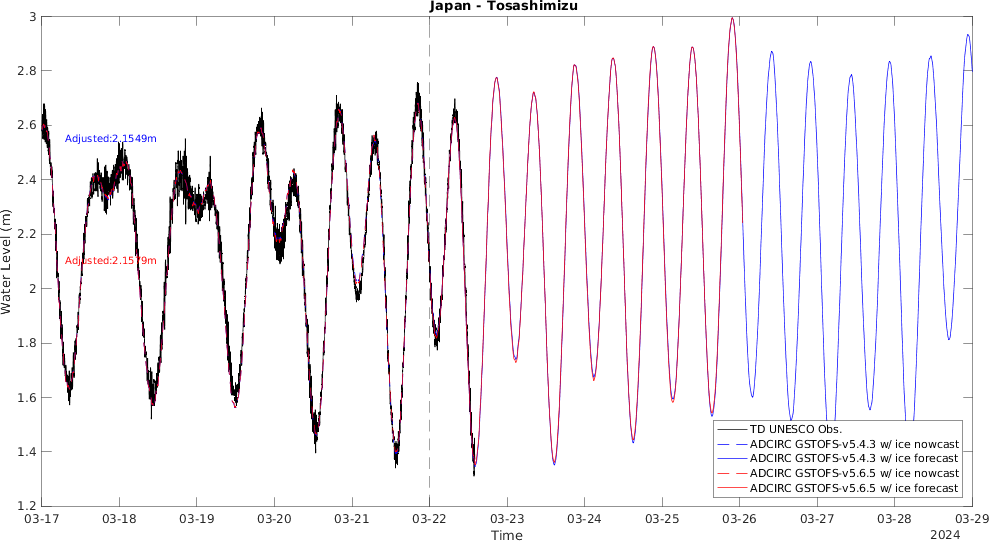 Japan - Tosashimizu
3
2.8
2.6
2.4
2.2
2
1.8
1.6
1.4
1.2
Water Level (m)
Adjusted:2.1549m
Adjusted:2.1579m
TD UNESCO Obs.
ADCIRC GSTOFS-v5.4.3 w/ ice nowcast
ADCIRC GSTOFS-v5.4.3 w/ ice forecast
ADCIRC GSTOFS-v5.6.5 w/ ice nowcast
ADCIRC GSTOFS-v5.6.5 w/ ice forecast
03-17 03-18 03-19 03-20 03-21 03-22 03-23 03-24 03-25 03-26 03-27 03-28 03-29
Time
2024